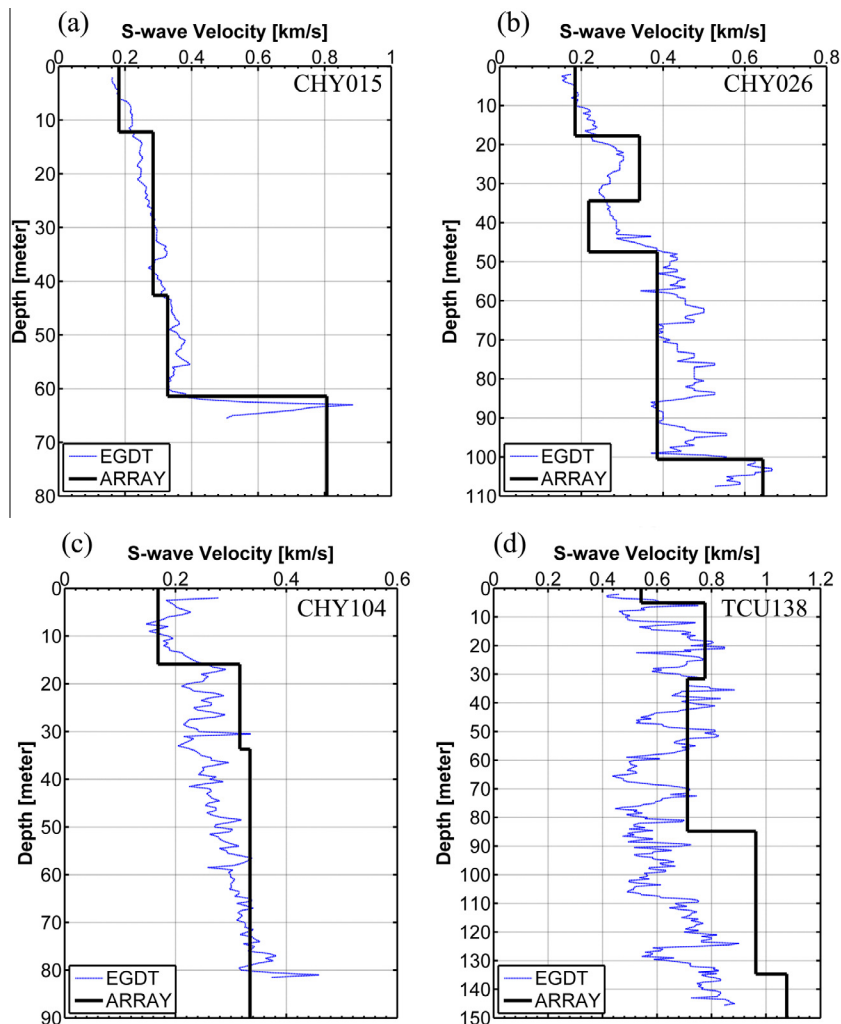 (a)
S-wave Velocity [km/s]
0 0.2 0.4 0.6 0.8 1
CHY015
Depth [meter]
0
10
20
30
40
50
60
70
80
EGDT
ARRAY
(b)
S-wave Velocity [km/s]
0 0.2 0.4 0.6 0.8
CHY026
Depth [meter]
0
10
20
30
40
50
60
70
80
90
100
110
EGDT
ARRAY
(c)
S-wave Velocity [km/s]
0 0.2 0.4 0.6
CHY104
Depth [meter]
0
10
20
30
40
50
60
70
80
90
EGDT
ARRAY
(d)
S-wave Velocity [km/s]
0 0.2 0.4 0.6 0.8 1 1.2
TCU138
Depth [meter]
0
10
20
30
40
50
60
70
80
90
100
110
120
130
140
150
EGDT
ARRAY